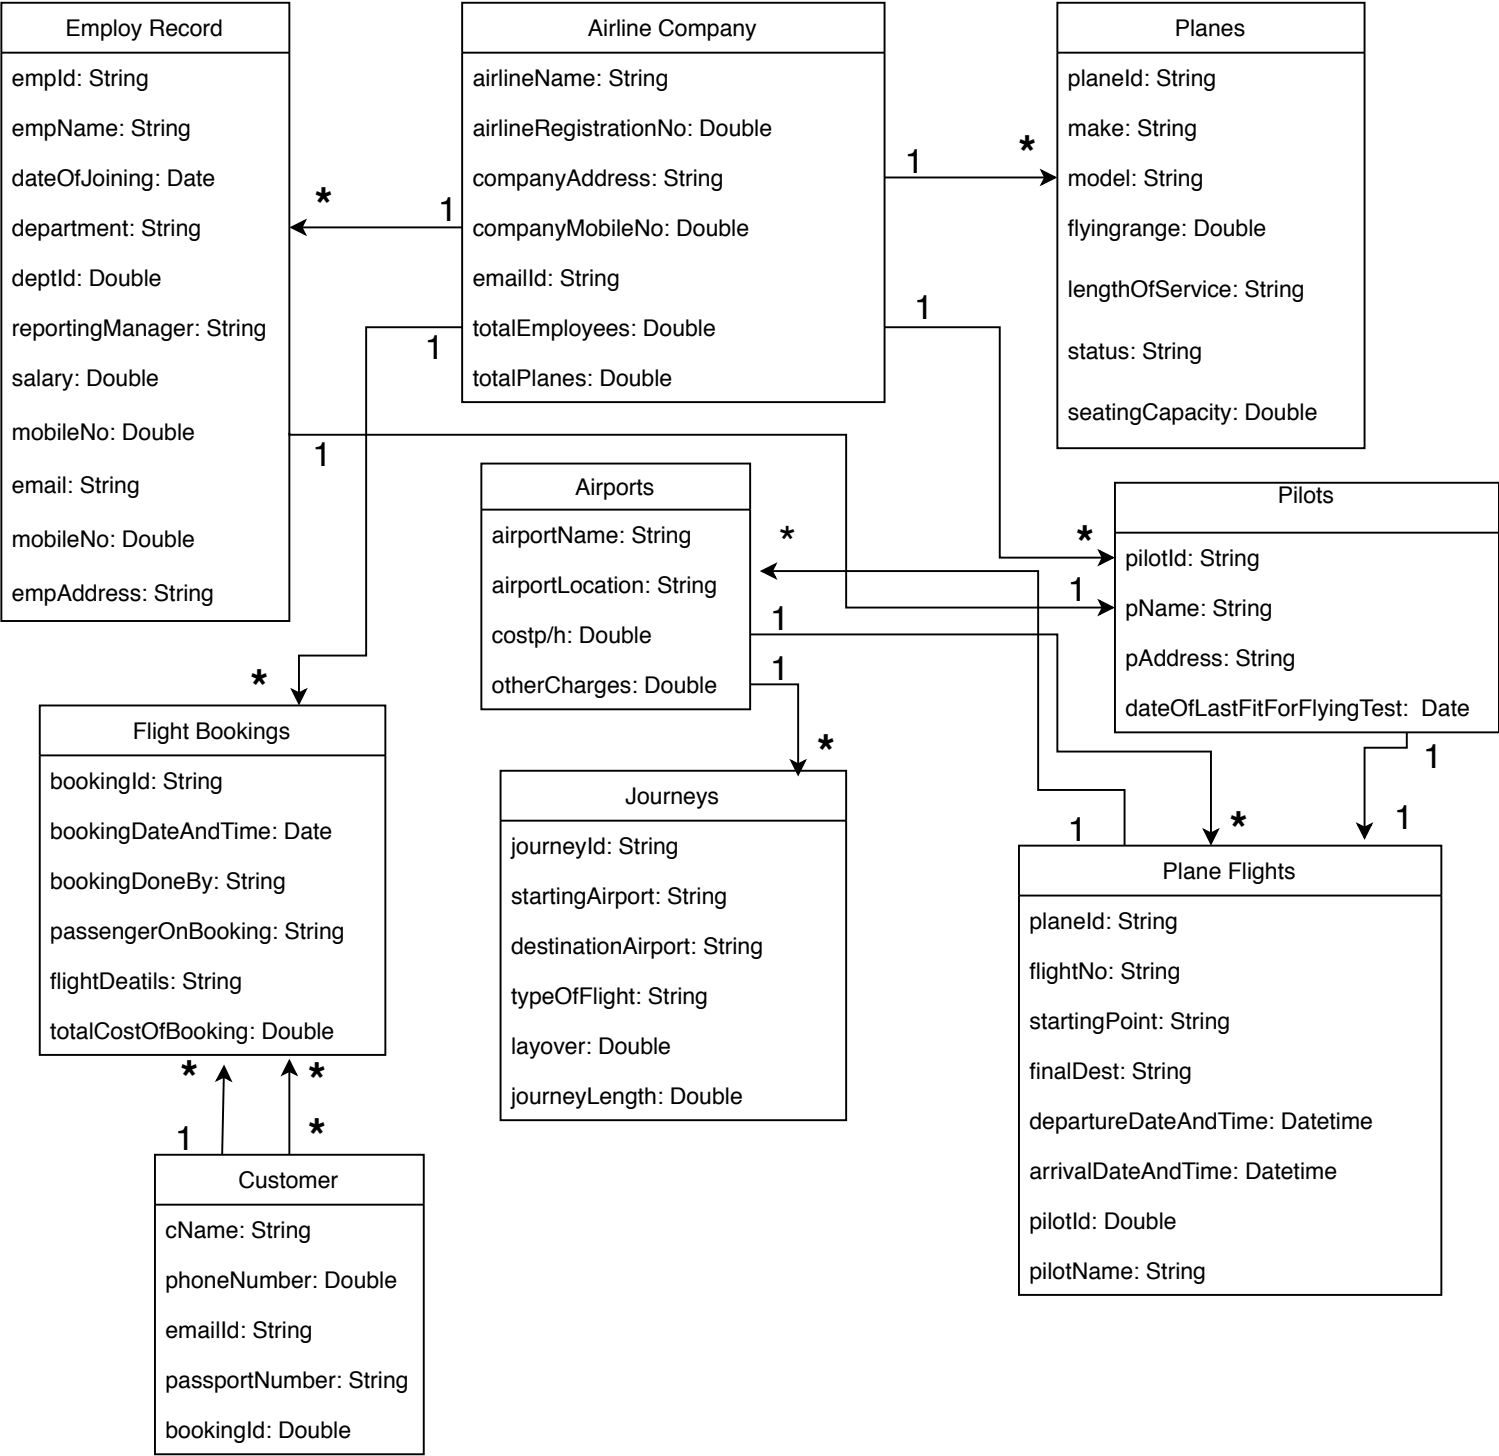 Employ Record
empId: String
empName: String
dateOfJoining: Date
department: String
deptId: Double
reportingManager: String
salary: Double
mobileNo: Double
email: String
mobileNo: Double
empAddress: String
*
1
Airline Company
airlineName: String
airlineRegistrationNo: Double
companyAddress: String
companyMobileNo: Double
emailId: String
totalEmployees: Double
totalPlanes: Double
1
*
Planes
planeId: String
make: String
model: String
flyingrange: Double
lengthOfService: String
status: String
seatingCapacity: Double
1
1
1
Airports
airportName: String
airportLocation: String
costp/h: Double
otherCharges: Double
*
1
1
*
1
Pilots
pilotId: String
pName: String
pAddress: String
dateOfLastFitForFlyingTest: Date
*
Flight Bookings
bookingId: String
bookingDateAndTime: Date
bookingDoneBy: String
passengerOnBooking: String
flightDeatils: String
totalCostOfBooking: Double
*
Journeys
journeyId: String
startingAirport: String
destinationAirport: String
typeOfFlight: String
layover: Double
journeyLength: Double
1
1
*
1
Plane Flights
planeId: String
flightNo: String
startingPoint: String
finalDest: String
departureDateAndTime: Datetime
arrivalDateAndTime: Datetime
pilotId: Double
pilotName: String
*
*
1
*
Customer
cName: String
phoneNumber: Double
emailId: String
passportNumber: String
bookingId: Double